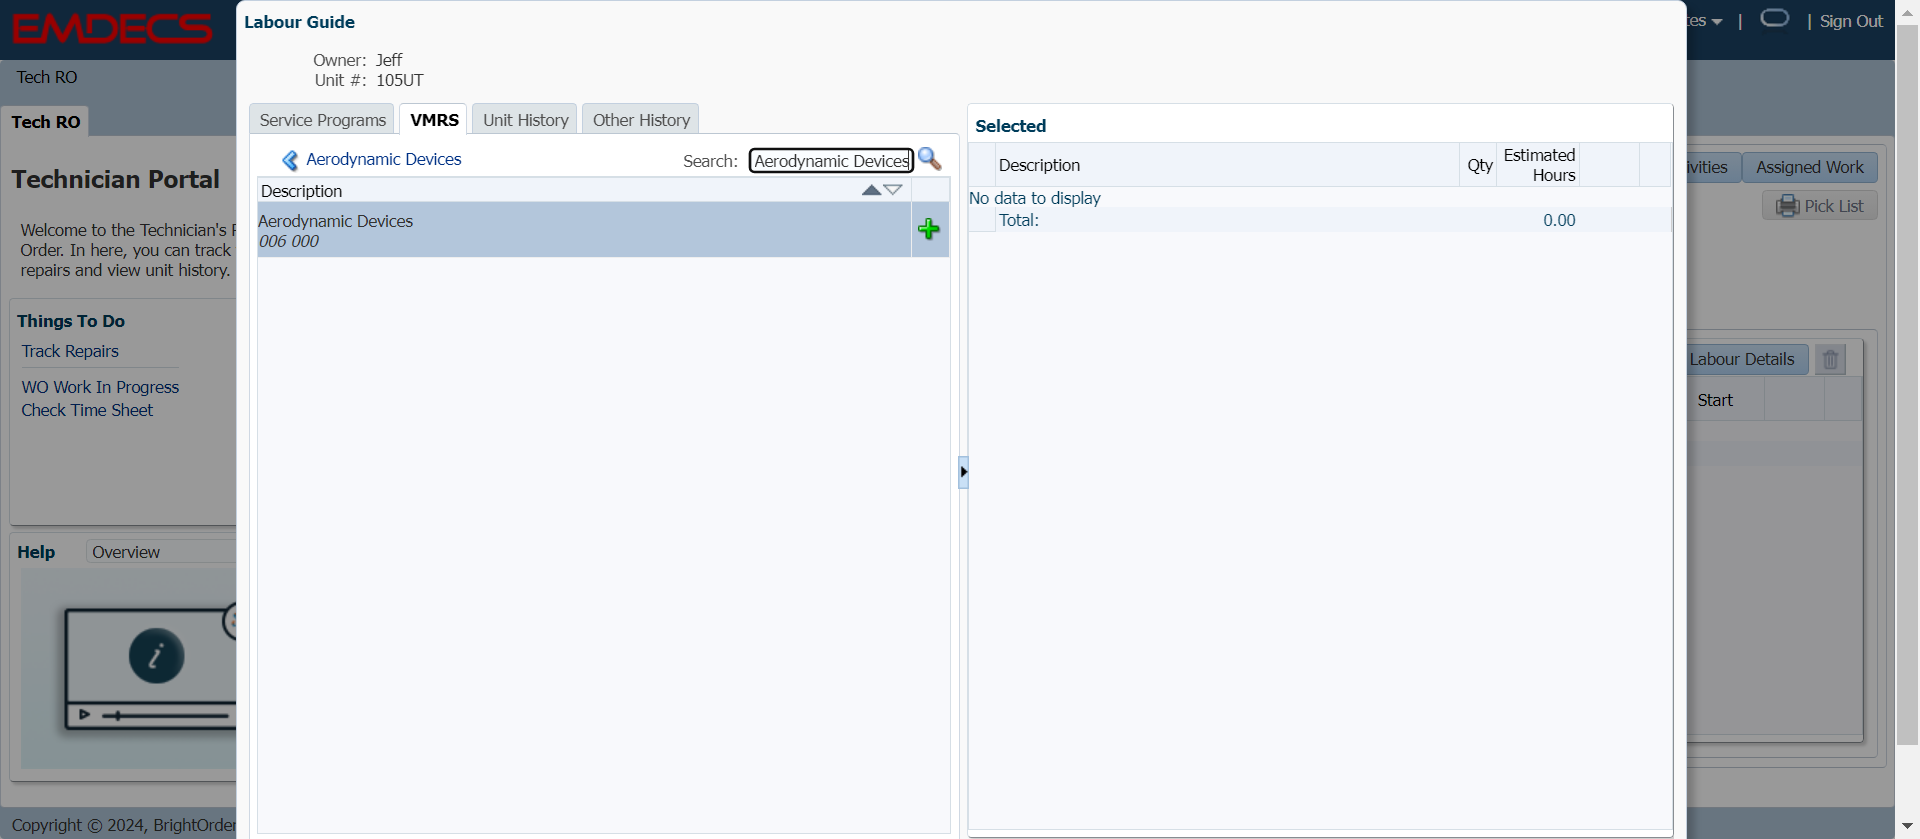 EMDECS
Tech RO
Tech RO
Technician Portal
Welcome to the Technician's
Order. In here, you can track
repairs and view unit history.
Things To Do
Track Repairs
WO Work In Progress
Check Time Sheet
Help
Overview
Copyright © 2024, BrightOrder
Labour Guide
Owner: Jeff
Unit #: 105UT
Service Programs
VMRS
Unit History
Other History
Aerodynamic Devices
Search: Aerodynamic Devices
Description
Aerodynamic Devices
006 000
Selected
Description
Qty
Estimated
Hours
No data to display
Total: 0.00
| | Sign Out
Assigned Work
Pick List
Labour Details
Start